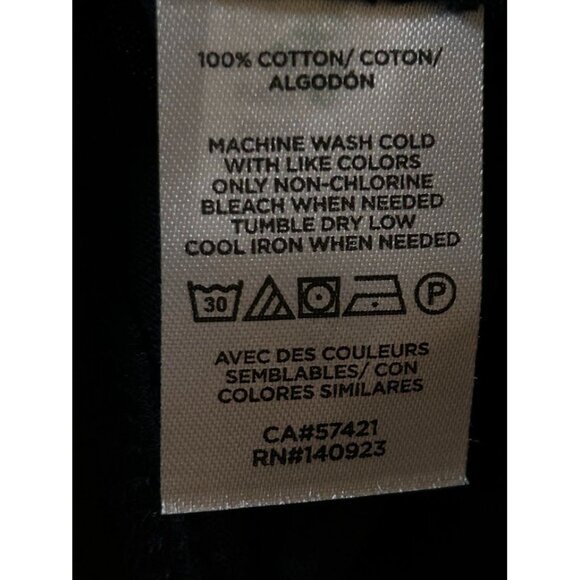 100% COTTON/ COTON/
ALGODÓN
MACHINE WASH COLD
WITH LIKE COLORS
ONLY NON-CHLORINE
BLEACH WHEN NEEDED
TUMBLE DRY LOW
COOL IRON WHEN NEEDED
30 P
AVEC DES COULEURS
SEMBLABLES/ CON
COLORES SIMILARES
CA#57421
RN#140923